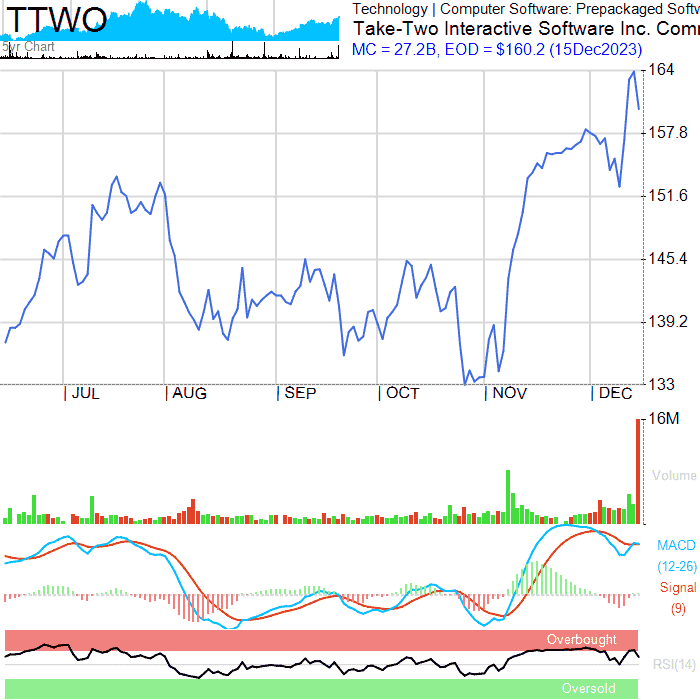 TTWO
5yr Chart
Technology | Computer Software: Prepackaged Softw
Take-Two Interactive Software Inc. Comm
MC = 27.2B, EOD = $160.2 (15Dec2023)
164
157.8
151.6
145.4
139.2
133
JUL
AUG
SEP
OCT
NOV
DEC
16M
Volume
MACD
(12-26)
Signal
(9)
Overbought
RSI(14)
Oversold